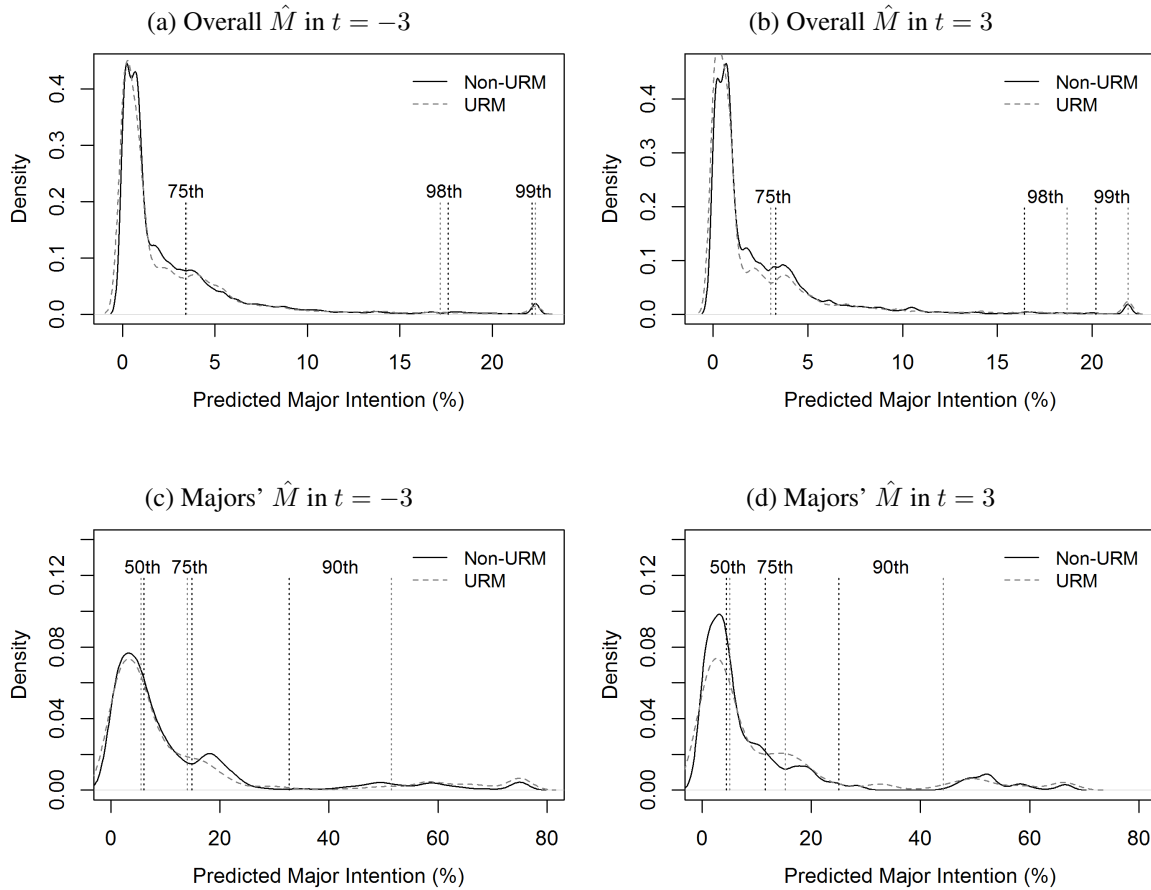 (a) Overall M̂ in t = −3
(b) Overall M̂ in t = 3
Non-URM
URM
75th
98th
99th
Density
0.0 0.1 0.2 0.3 0.4
0 5 10 15 20
Predicted Major Intention (%)
Non-URM
URM
75th
98th
99th
Density
0.0 0.1 0.2 0.3 0.4
0 5 10 15 20
Predicted Major Intention (%)
(c) Majors' M̂ in t = −3
(d) Majors' M̂ in t = 3
Non-URM
URM
50th 75th 90th
Density
0.00 0.04 0.08 0.12
0 20 40 60 80
Predicted Major Intention (%)
Non-URM
URM
50th 75th 90th
Density
0.00 0.04 0.08 0.12
0 20 40 60 80
Predicted Major Intention (%)